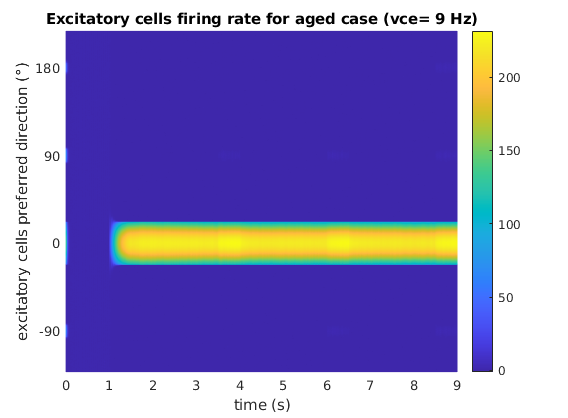 Excitatory cells firing rate for aged case (vce= 9 Hz)
excitatory cells preferred direction (°)
180
90
0
-90
0 1 2 3 4 5 6 7 8 9
time (s)
200
150
100
50
0